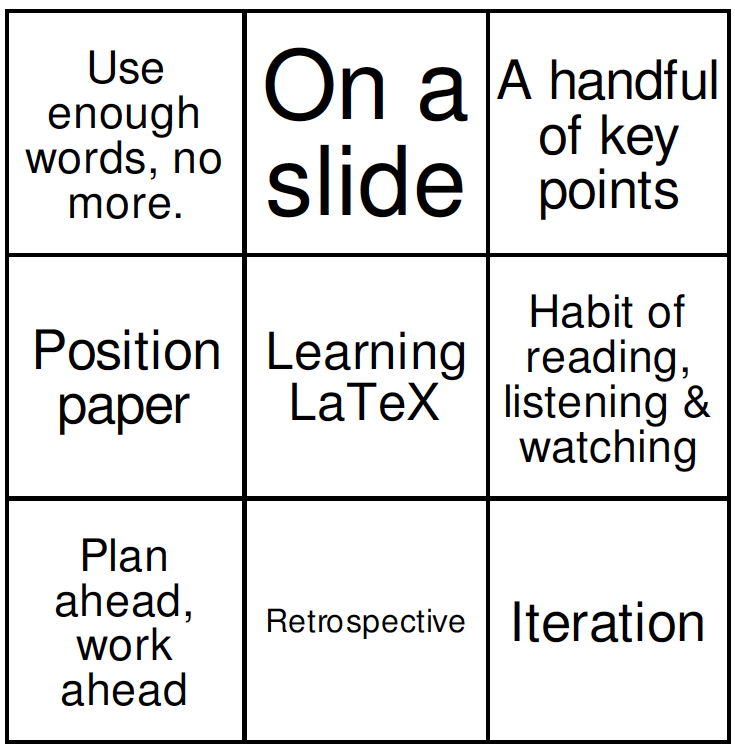 Use
enough
words, no
more.
On a
slide
A handful
of key
points
Position
paper
Learning
LaTeX
Habit of
reading,
listening &
watching
Plan
ahead,
work
ahead
Retrospective
Iteration